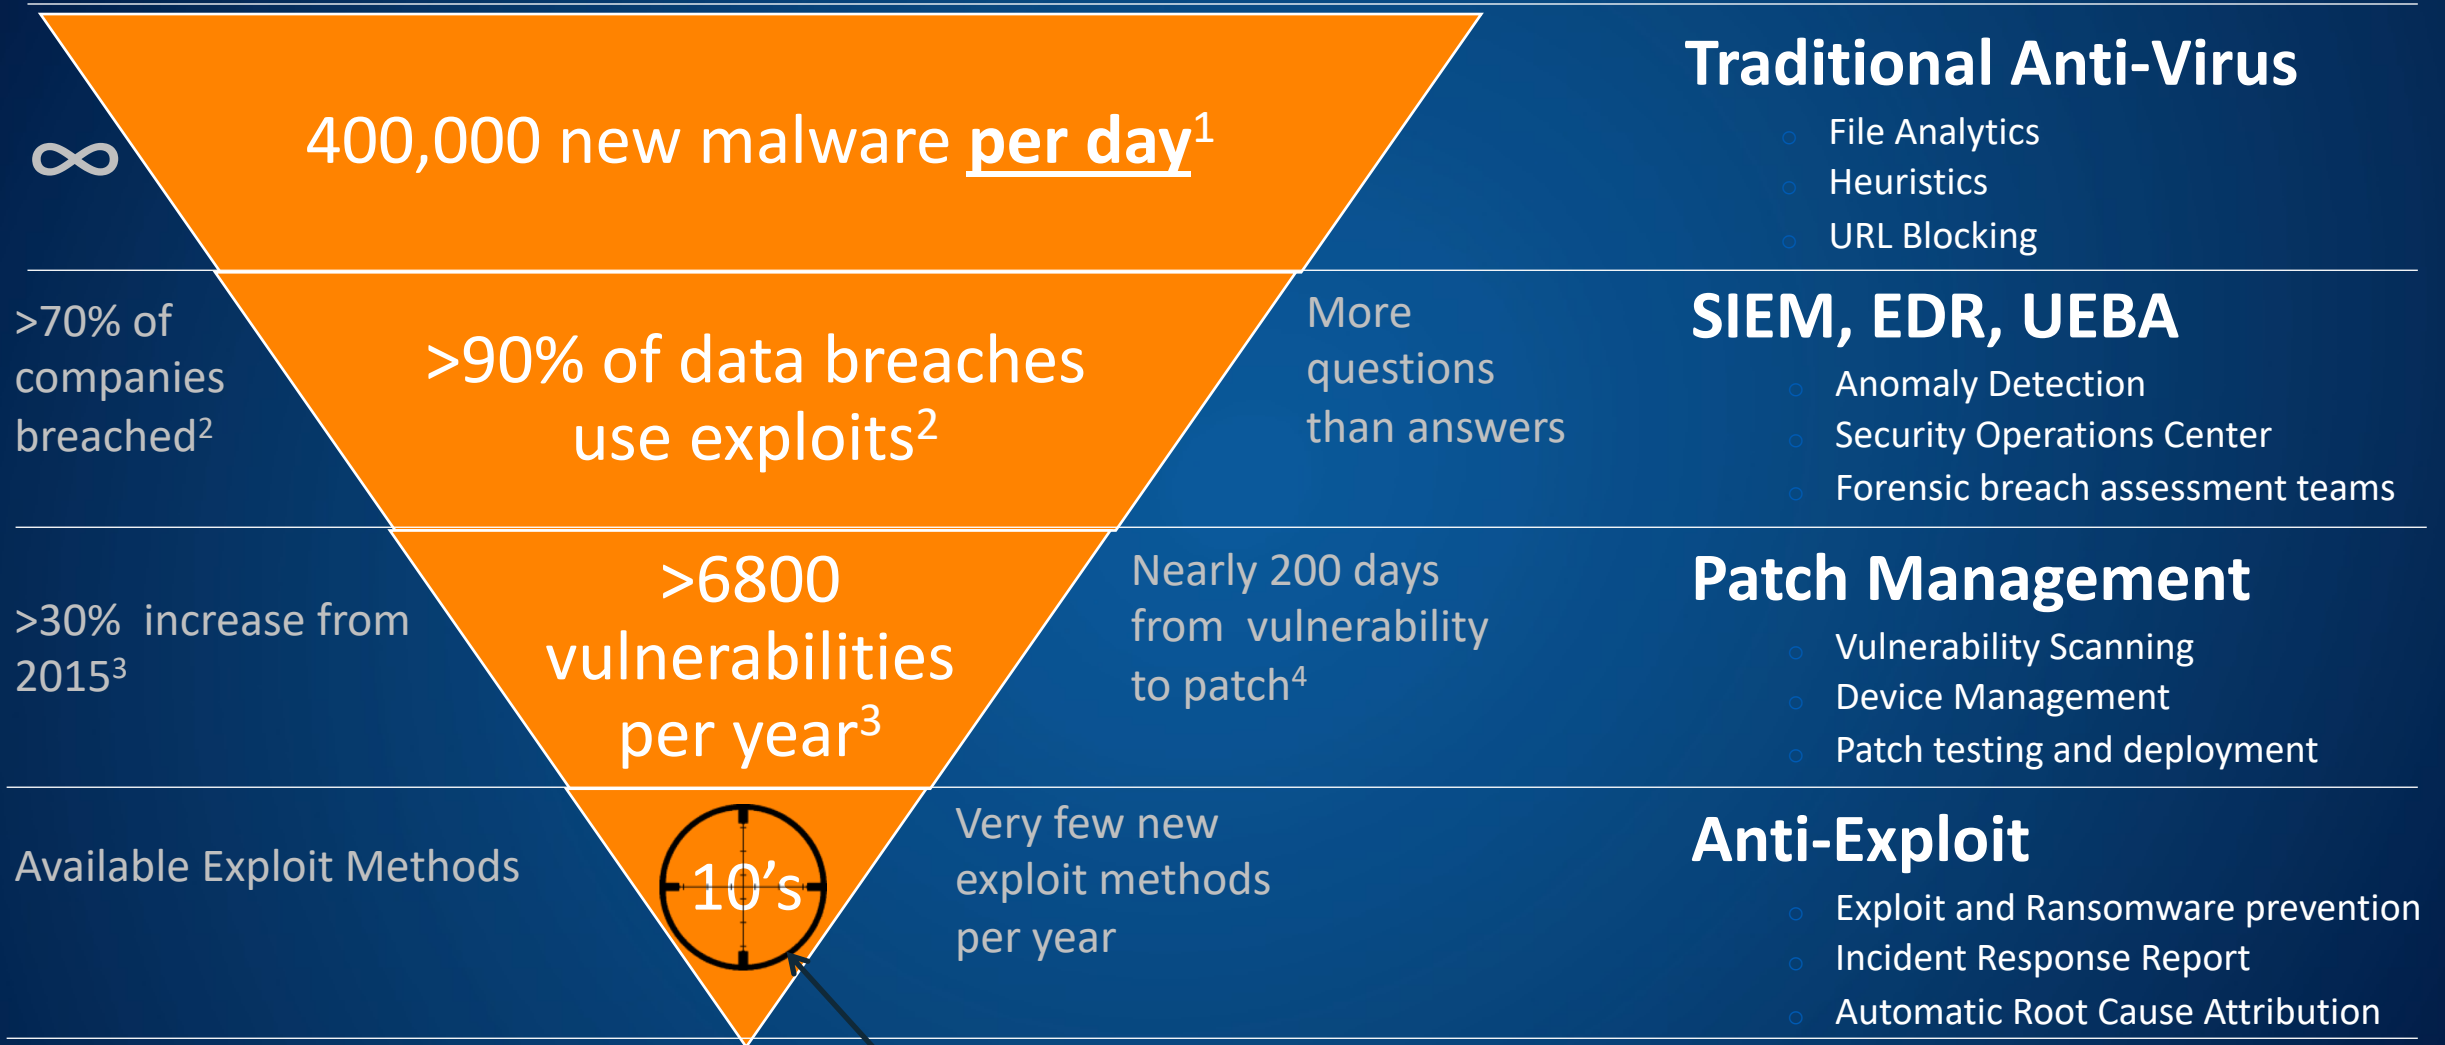 ∞
400,000 new malware per day¹
Traditional Anti-Virus
○ File Analytics
○ Heuristics
○ URL Blocking
>70% of
companies
breached²
>90% of data breaches
use exploits²
More
questions
than answers
SIEM, EDR, UEBA
○ Anomaly Detection
○ Security Operations Center
○ Forensic breach assessment teams
>30%  increase from
2015³
>6800
vulnerabilities
per year³
Nearly 200 days
from  vulnerability
to patch⁴
Patch Management
○ Vulnerability Scanning
○ Device Management
○ Patch testing and deployment
Available Exploit Methods
10's
Very few new
exploit methods
per year
Anti-Exploit
○ Exploit and Ransomware prevention
○ Incident Response Report
○ Automatic Root Cause Attribution